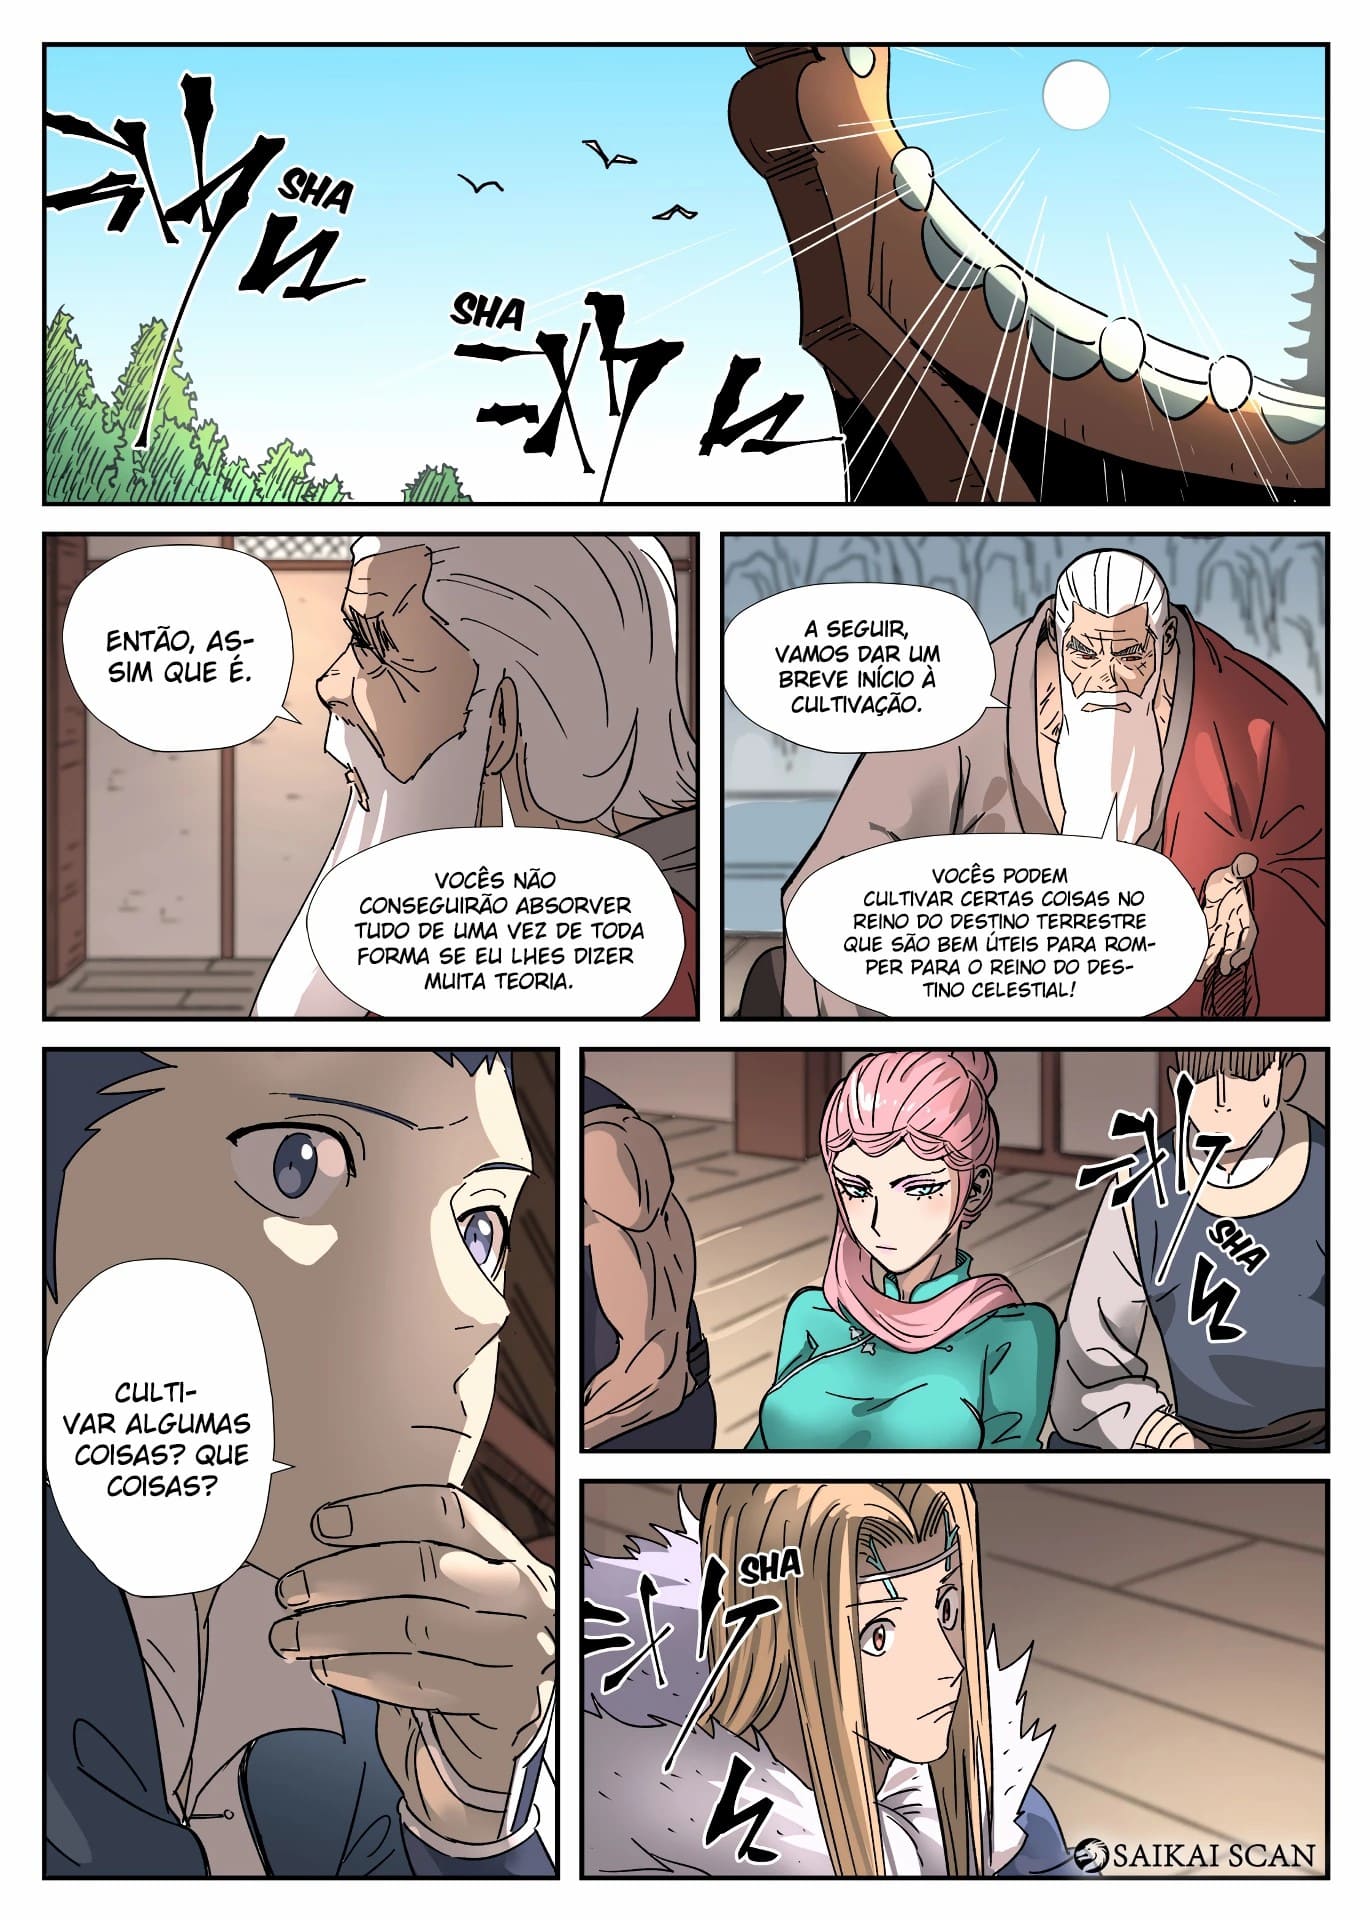 SHA
SHA
ENTÃO, AS-
SIM QUE É.
VOCÊS NÃO
CONSEGUIRÃO ABSORVER
TUDO DE UMA VEZ DE TODA
FORMA SE EU LHES DIZER
MUITA TEORIA.
A SEGUIR,
VAMOS DAR UM
BREVE INÍCIO À
CULTIVAÇÃO.
VOCÊS PODEM
CULTIVAR CERTAS COISAS NO
REINO DO DESTINO TERRESTRE
QUE SÃO BEM ÚTEIS PARA ROM-
PER PARA O REINO DO DES-
TINO CELESTIAL!
CULTI-
VAR ALGUMAS
COISAS? QUE
COISAS?
SHA
SHA
SAIKAI SCAN